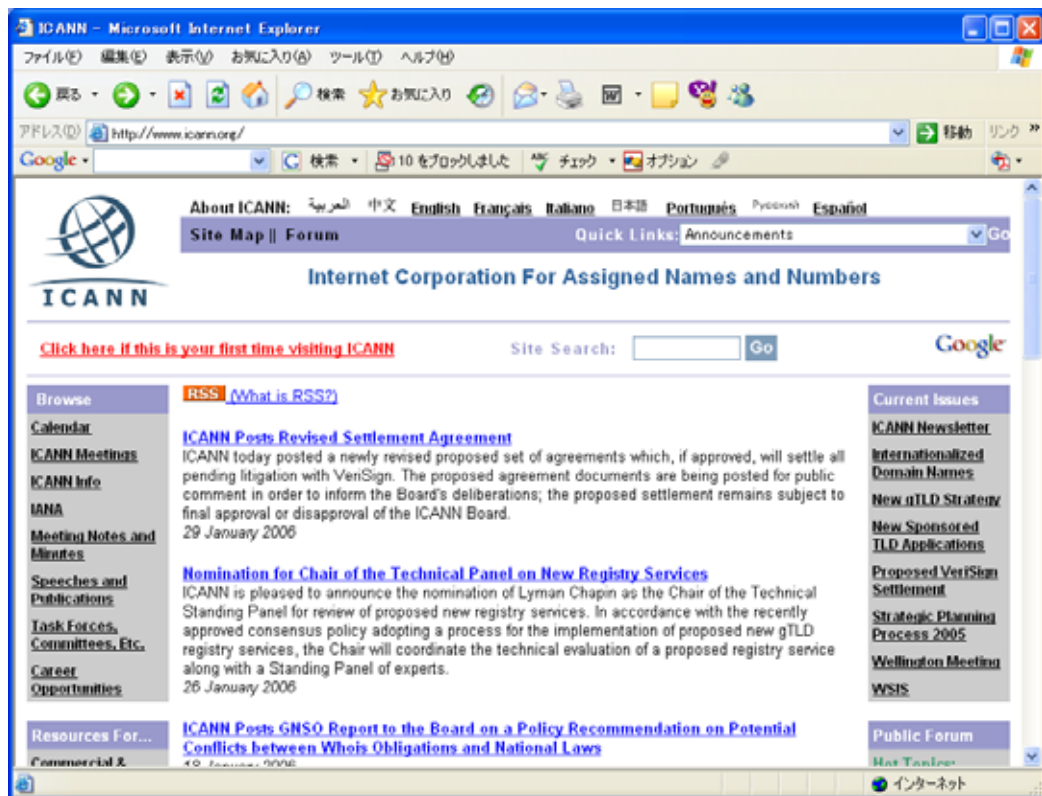 ICANN - Microsoft Internet Explorer
ファイル(F) 編集(E) 表示(V) お気に入り(A) ツール(T) ヘルプ(H)
戻る 検索 お気に入り
アドレス(D) http://www.icann.org/ 移動 リンク »
Google 検索 10 をブロックしました チェック オプション
About ICANN: العربية 中文 English Français Italiano 日本語 Português Русский Español
Site Map || Forum Quick Links: Announcements Go
ICANN
Internet Corporation For Assigned Names and Numbers
Click here if this is your first time visiting ICANN Site Search: Go Google
Browse
Calendar
ICANN Meetings
ICANN Info
IANA
Meeting Notes and
Minutes
Speeches and
Publications
Task Forces,
Committees, Etc.
Career
Opportunities
Resources For...
Commercial &
RSS (What is RSS?)
ICANN Posts Revised Settlement Agreement
ICANN today posted a newly revised proposed set of agreements which, if approved, will settle all
pending litigation with VeriSign. The proposed agreement documents are being posted for public
comment in order to inform the Board's deliberations; the proposed settlement remains subject to
final approval or disapproval of the ICANN Board.
29 January 2006
Nomination for Chair of the Technical Panel on New Registry Services
ICANN is pleased to announce the nomination of Lyman Chapin as the Chair of the Technical
Standing Panel for review of proposed new registry services. In accordance with the recently
approved consensus policy adopting a process for the implementation of proposed new gTLD
registry services, the Chair will coordinate the technical evaluation of a proposed registry service
along with a Standing Panel of experts.
26 January 2006
ICANN Posts GNSO Report to the Board on a Policy Recommendation on Potential
Conflicts between Whois Obligations and National Laws
18 January 2006
Current Issues
ICANN Newsletter
Internationalized
Domain Names
New gTLD Strategy
New Sponsored
TLD Applications
Proposed VeriSign
Settlement
Strategic Planning
Process 2005
Wellington Meeting
WSIS
Public Forum
Hot Topics:
インターネット